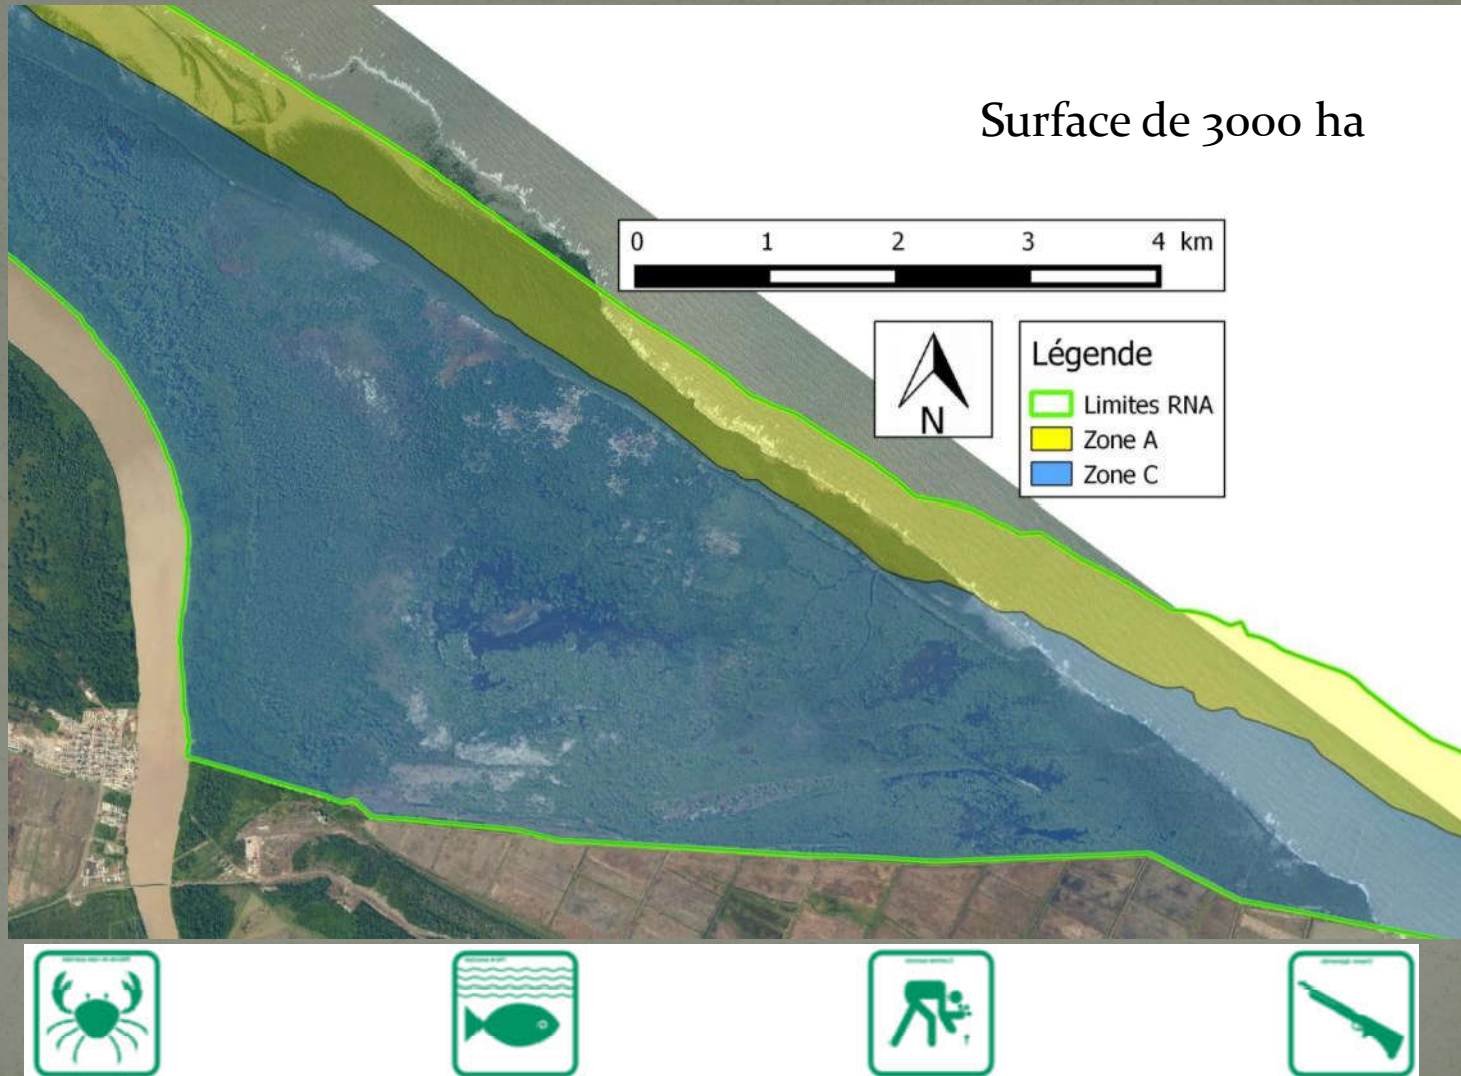 Surface de 3000 ha
0 1 2 3 4 km
N
Légende
Limites RNA
Zone A
Zone C